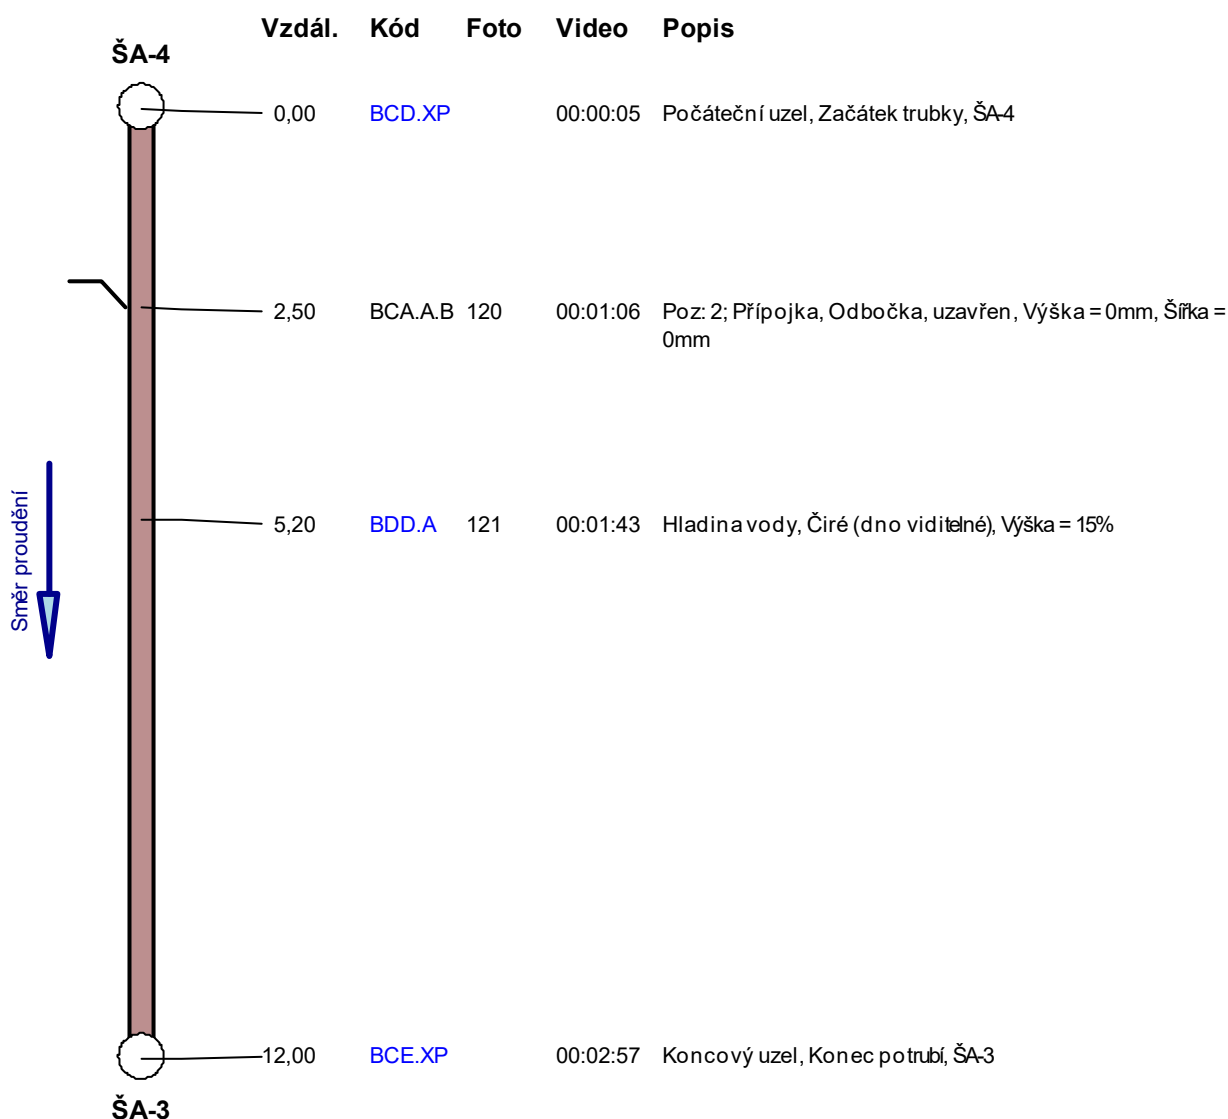 Vzdál. Kód Foto Video Popis
ŠA-4
0,00 BCD.XP 00:00:05 Počáteční uzel, Začátek trubky, ŠA-4
2,50 BCA.A.B 120 00:01:06 Poz: 2; Přípojka, Odbočka, uzavřen, Výška = 0mm, Šířka =
0mm
Směr proudění
5,20 BDD.A 121 00:01:43 Hladina vody, Čiré (dno viditelné), Výška = 15%
12,00 BCE.XP 00:02:57 Koncový uzel, Konec potrubí, ŠA-3
ŠA-3